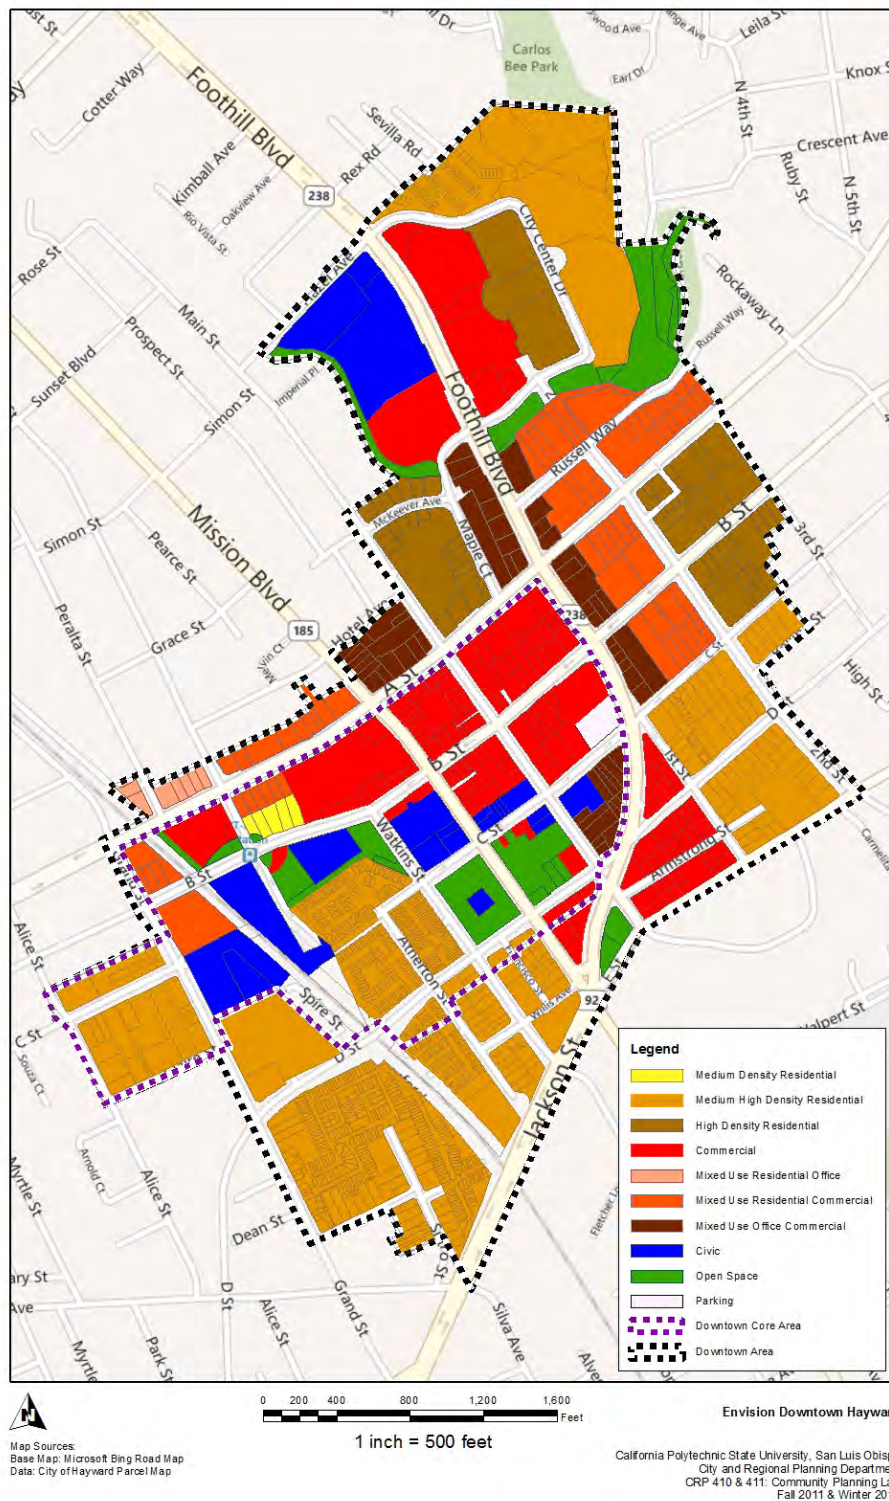 Foothill Blvd
Carlos
Bee Park
Leila St
Earl Dr
Knox S
N 4th St
Crescent Ave
Ruby St
N 5th St
Cotter Way
Sevilla Rd
Rex Rd
Kimball Ave
Oakview Ave
Rio Vista St
238
City Center Dr
Rose St
Main St
Prospect St
Imperial Pl
Simon St
Sunset Blvd
Rockaway Ln
Russell Way
Foothill Blvd
Russell Way
McKeever Ave
Maple Ct
B St
3rd St
Mission Blvd
Simon St
Pearce St
Grace St
Peralta St
185
Hotel Ave
238
A St
B St
C St
High St
D St
1st St
2nd St
Armstrong St
Carmelita
Watkins St
C St
B St
Alice St
Atherton St
Willis Ave
92
Spire St
D St
C St
Souza Ct
Jackson St
Arnold Ct
Alice St
Myrtle St
Dean St
Fletcher Ln
D St
Alice St
Grand St
Silva Ave
Park St
Myrtle
Legend
Medium Density Residential
Medium High Density Residential
High Density Residential
Commercial
Mixed Use Residential Office
Mixed Use Residential Commercial
Mixed Use Office Commercial
Civic
Open Space
Parking
Downtown Core Area
Downtown Area
N
0 200 400 800 1,200 1,600
Feet
1 inch = 500 feet
Map Sources:
Base Map: Microsoft Bing Road Map
Data: City of Hayward Parcel Map
Envision Downtown Haywar
California Polytechnic State University, San Luis Obisp
City and Regional Planning Departme
CRP 410 & 411: Community Planning La
Fall 2011 & Winter 201